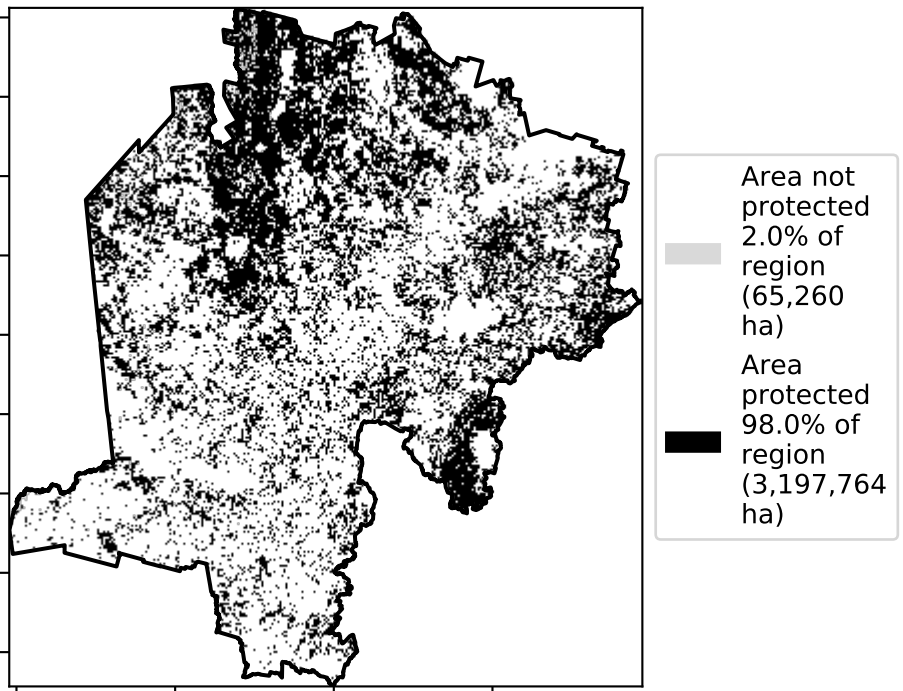 Area not
protected
2.0% of
region
(65,260
ha)
Area
protected
98.0% of
region
(3,197,764
ha)